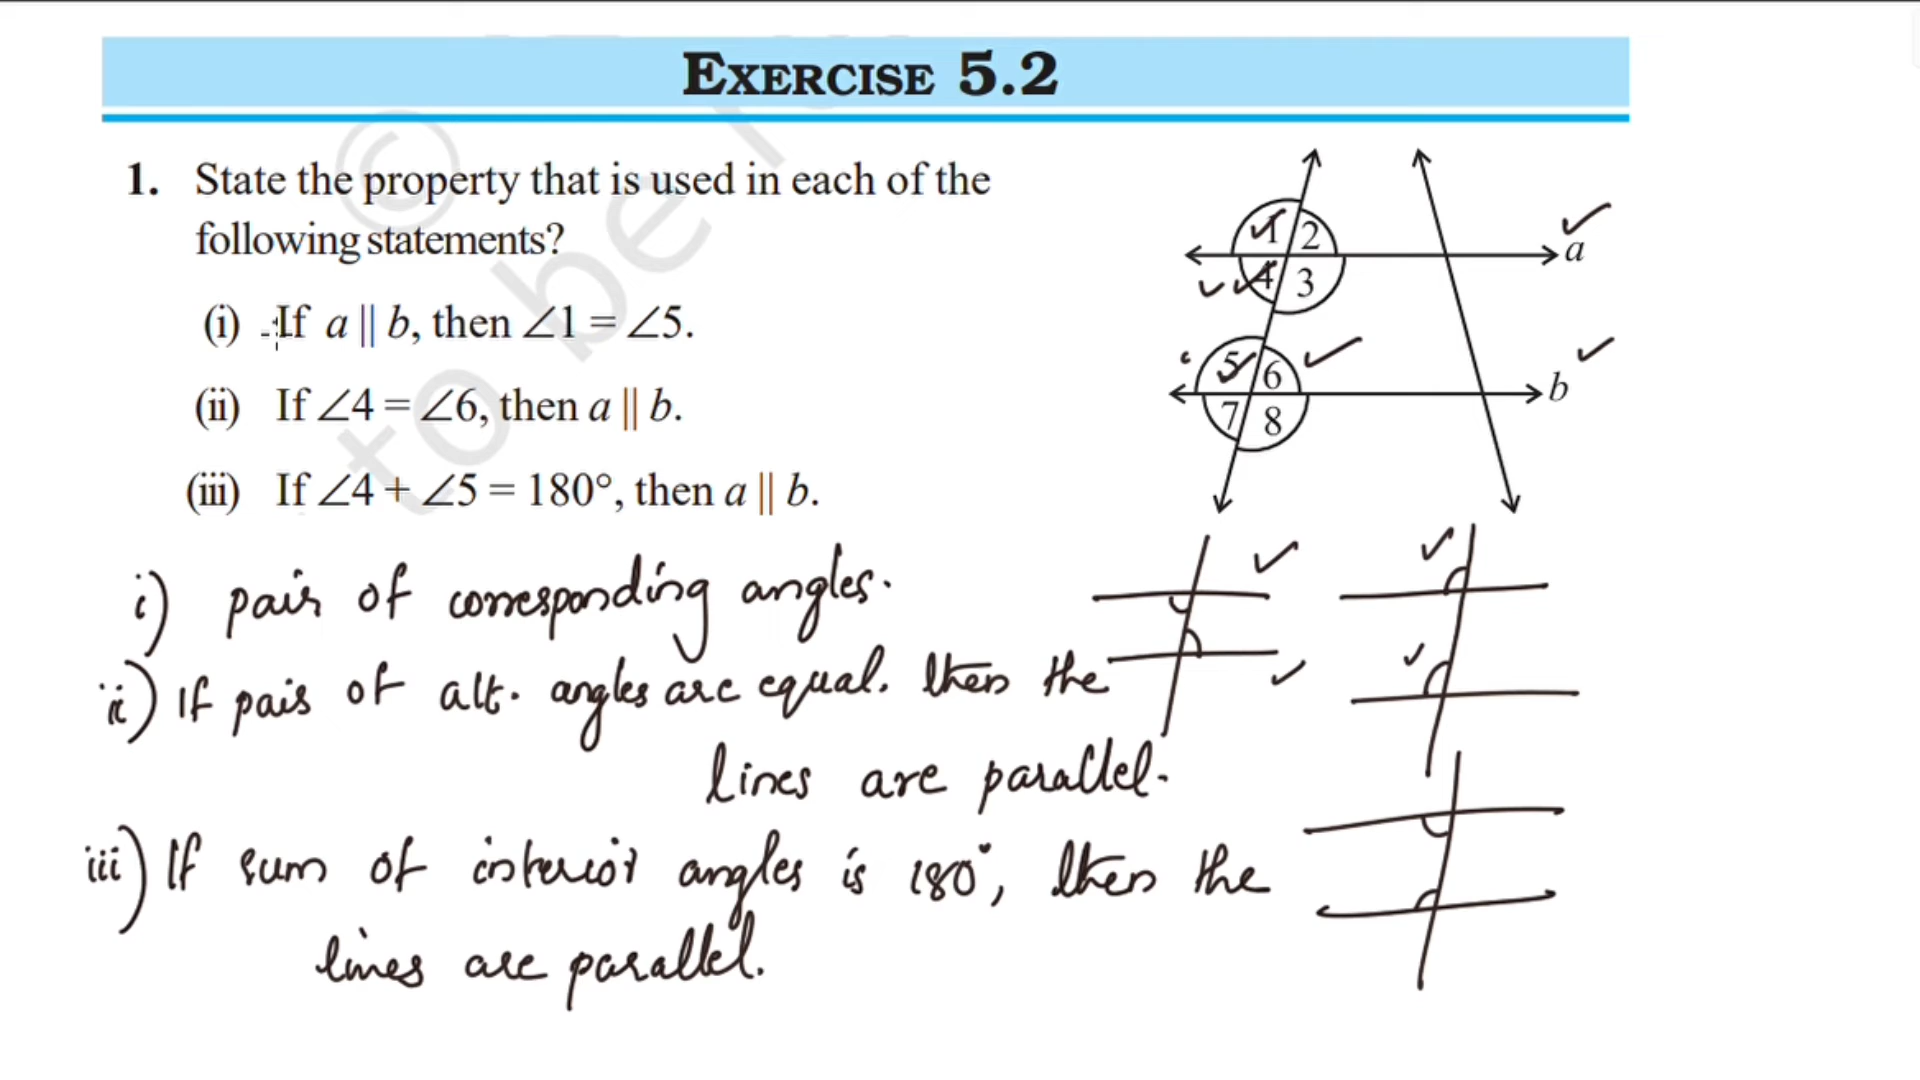 EXERCISE 5.2
1. State the property that is used in each of the
following statements?
(i) If a || b, then ∠1 = ∠5.
(ii) If ∠4 = ∠6, then a || b.
(iii) If ∠4 + ∠5 = 180°, then a || b.
1 2
4 3
a
5 6
7 8
b
i) pair of corresponding angles.
ii) If pair of alt. angles are equal. then the
lines are parallel.
iii) If sum of interior angles is 180°, then the
lines are parallel.
© 
to be